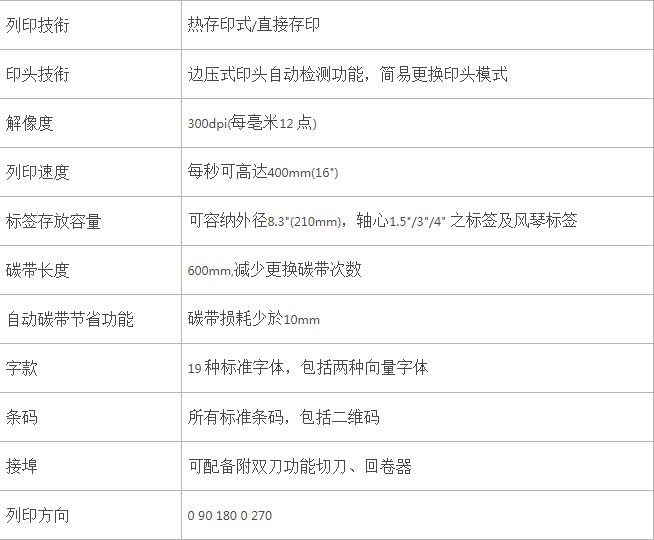 列印技術 热存印式/直接存印
印头技術 边压式印头自动检测功能，简易更换印头模式
解像度 300dpi(每毫米12 点)
列印速度 每秒可高达400mm(16")
标签存放容量 可容纳外径8.3"(210mm)，轴心1.5"/3"/4" 之标签及风琴标签
碳带长度 600mm,减少更换碳带次数
自动碳带节省功能 碳带损耗少於10mm
字款 19 种标准字体，包括两种向量字体
条码 所有标准条码，包括二维码
接埠 可配备附双刀功能切刀、回卷器
列印方向 0 90 180 0 270